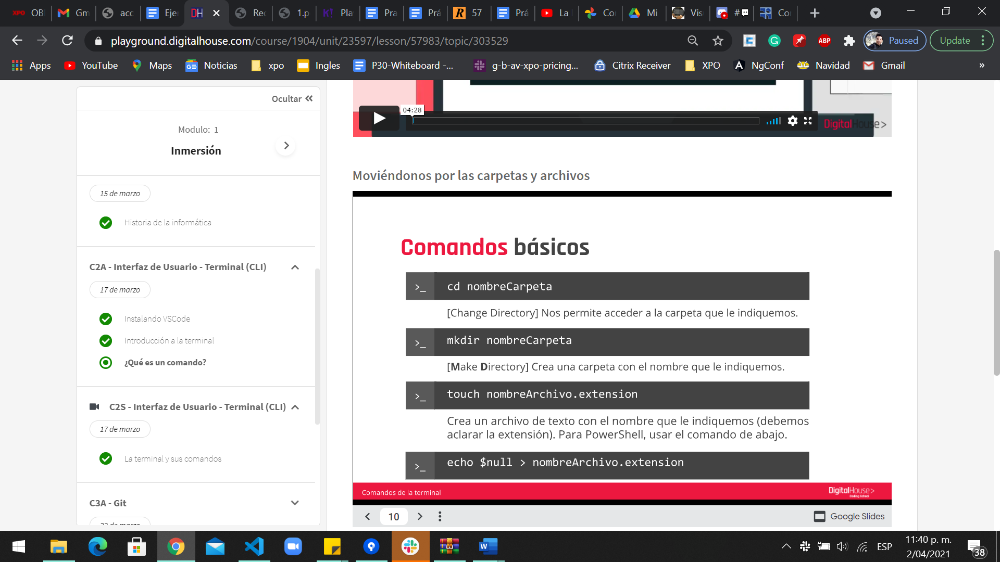 XPO OB Gm acc Eje DH Rec 1.p Pla Pra Prá 57 Prá La Co Mi Vis # Co
playground.digitalhouse.com/course/1904/unit/23597/lesson/57983/topic/303529
ABP Paused Update
Apps YouTube Maps Noticias xpo Ingles P30-Whiteboard -... g-b-av-xpo-pricing... Citrix Receiver XPO NgConf Navidad Gmail »
Ocultar
Modulo: 1
Inmersión
15 de marzo
Historia de la informática
C2A - Interfaz de Usuario - Terminal (CLI)
17 de marzo
Instalando VSCode
Introducción a la terminal
¿Qué es un comando?
C2S - Interfaz de Usuario - Terminal (CLI)
17 de marzo
La terminal y sus comandos
C3A - Git
04:28
DigitalHouse>
Moviéndonos por las carpetas y archivos
Comandos básicos
>_ cd nombreCarpeta
[Change Directory] Nos permite acceder a la carpeta que le indiquemos.
>_ mkdir nombreCarpeta
[Make Directory] Crea una carpeta con el nombre que le indiquemos.
>_ touch nombreArchivo.extension
Crea un archivo de texto con el nombre que le indiquemos (debemos
aclarar la extensión). Para PowerShell, usar el comando de abajo.
>_ echo $null > nombreArchivo.extension
Comandos de la terminal
DigitalHouse>
Coding School
10
Google Slides
ESP
11:40 p. m.
2/04/2021
38